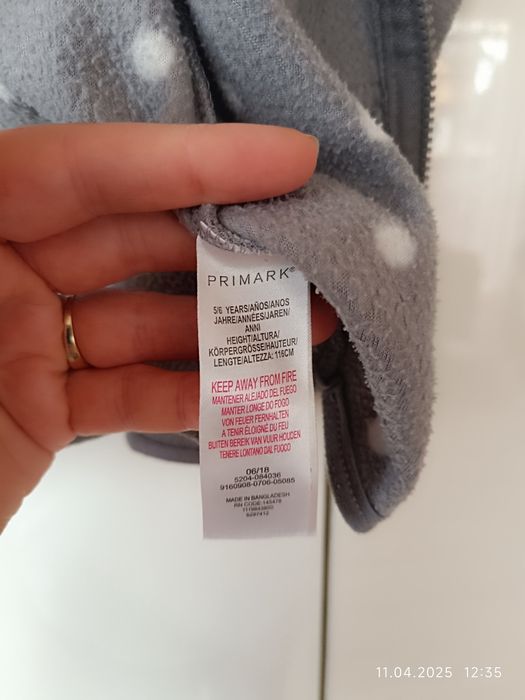 PRIMARK®
5/6 YEARS/AÑOS/ANOS
JAHRE/ANNÉES/JAREN/
ANNI
HEIGHT/ALTURA/
KÖRPERGRÖSSE/HAUTEUR/
LENGTE/ALTEZZA: 116CM
KEEP AWAY FROM FIRE
MANTENER ALEJADO DEL FUEGO
MANTER LONGE DO FOGO
VON FEUER FERNHALTEN
A TENIR ÉLOIGNÉ DU FEU
BUITEN BEREIK VAN VUUR HOUDEN
TENERE LONTANO DAL FUOCO
06/18
5204-084036
9160908-0706-05085
MADE IN BANGLADESH
RN CODE:
11.04.2025 12:35